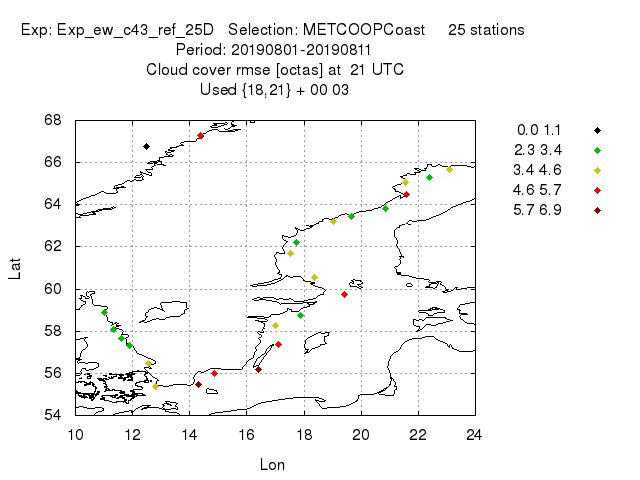 Exp: Exp_ew_c43_ref_25D Selection: METCOOPCoast 25 stations
Period: 20190801-20190811
Cloud cover rmse [octas] at 21 UTC
Used {18,21} + 00 03
0.0 1.1
2.3 3.4
3.4 4.6
4.6 5.7
5.7 6.9
68
66
64
62
60
58
56
54
Lat
10 12 14 16 18 20 22 24
Lon